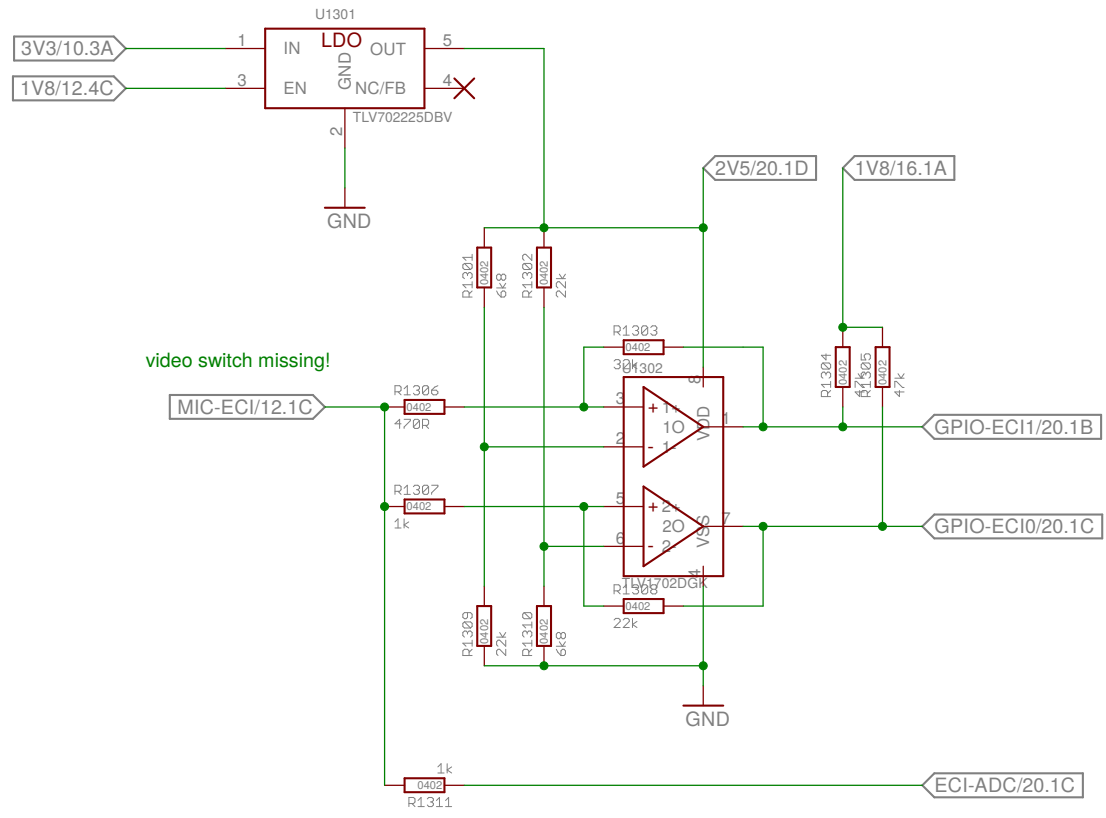 U1301
3V3/10.3A
1
IN
LDO
OUT
5
1V8/12.4C
3
EN
GND
NC/FB
4
TLV702225DBV
2
GND
2V5/20.1D
1V8/16.1A
R1301
0402
6k8
R1302
0402
22k
video switch missing!
R1303
0402
U1302
8
R1304
0402
47k
R1305
0402
47k
MIC-ECI/12.1C
R1306
0402
470R
3
+
1+
1O
VDD
1
2
-
1-
GPIO-ECI1/20.1B
R1307
0402
1k
5
+
2+
2O
VSS
7
6
-
2-
GPIO-ECI0/20.1C
4
TLV1702DGK
R1308
0402
22k
R1309
0402
22k
R1310
0402
6k8
GND
1k
0402
R1311
ECI-ADC/20.1C